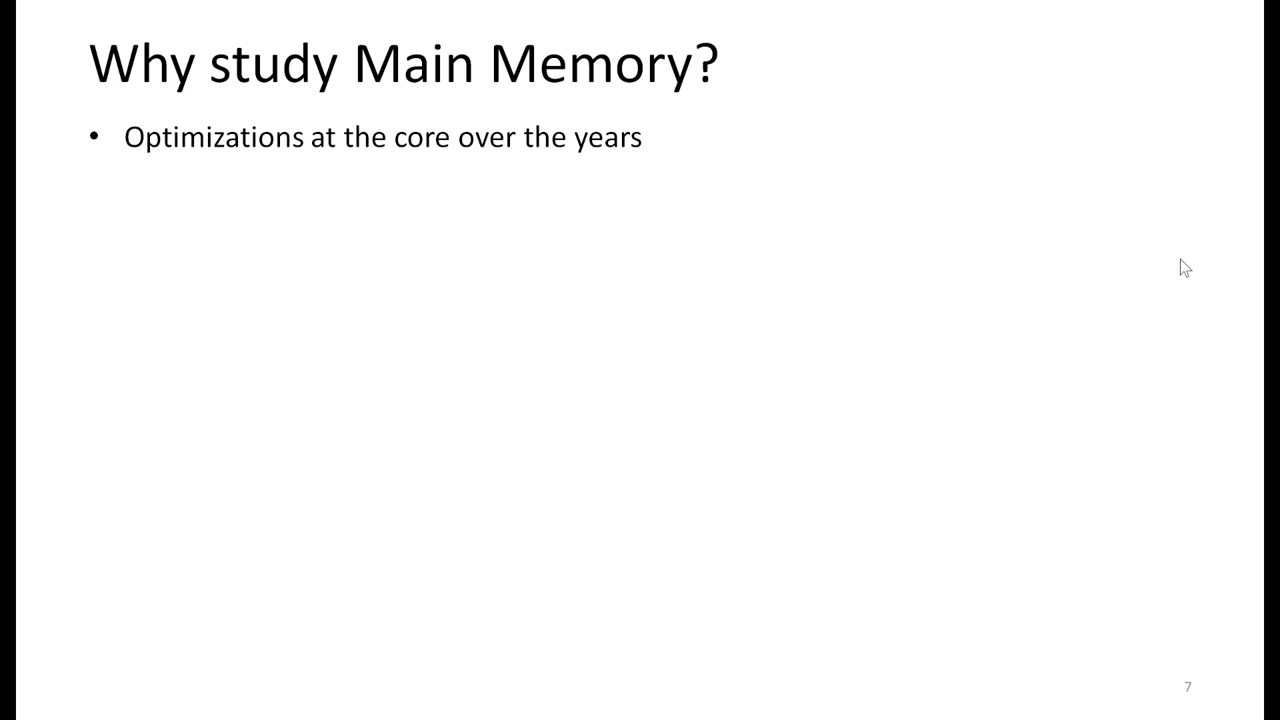 Why study Main Memory?
• Optimizations at the core over the years
7